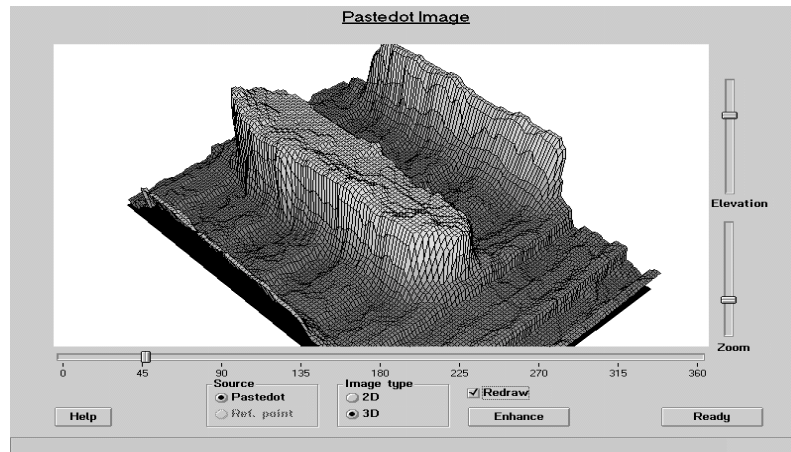 Pastedot Image
Elevation
Zoom
0 45 90 135 180 225 270 315 360
Source
Pastedot
Ref. point
Image type
2D
3D
Redraw
Help
Enhance
Ready